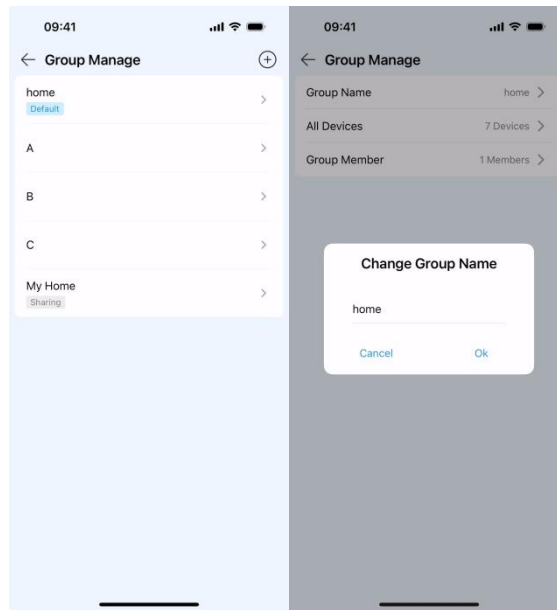 09:41
Group Manage
home
Default
A
B
C
My Home
Sharing
09:41
Group Manage
Group Name home
All Devices 7 Devices
Group Member 1 Members
Change Group Name
home
Cancel Ok